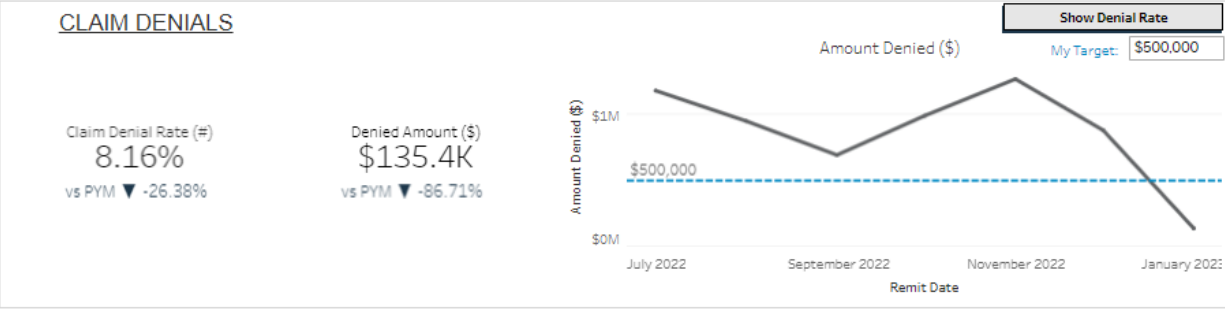 CLAIM DENIALS
Show Denial Rate
Amount Denied ($)
My Target: $500,000
Claim Denial Rate (#)
8.16%
vs PYM ▼ -26.38%
Denied Amount ($)
$135.4K
vs PYM ▼ -86.71%
Amount Denied ($)
$1M
$500,000
$0M
July 2022 September 2022 November 2022 January 2023
Remit Date